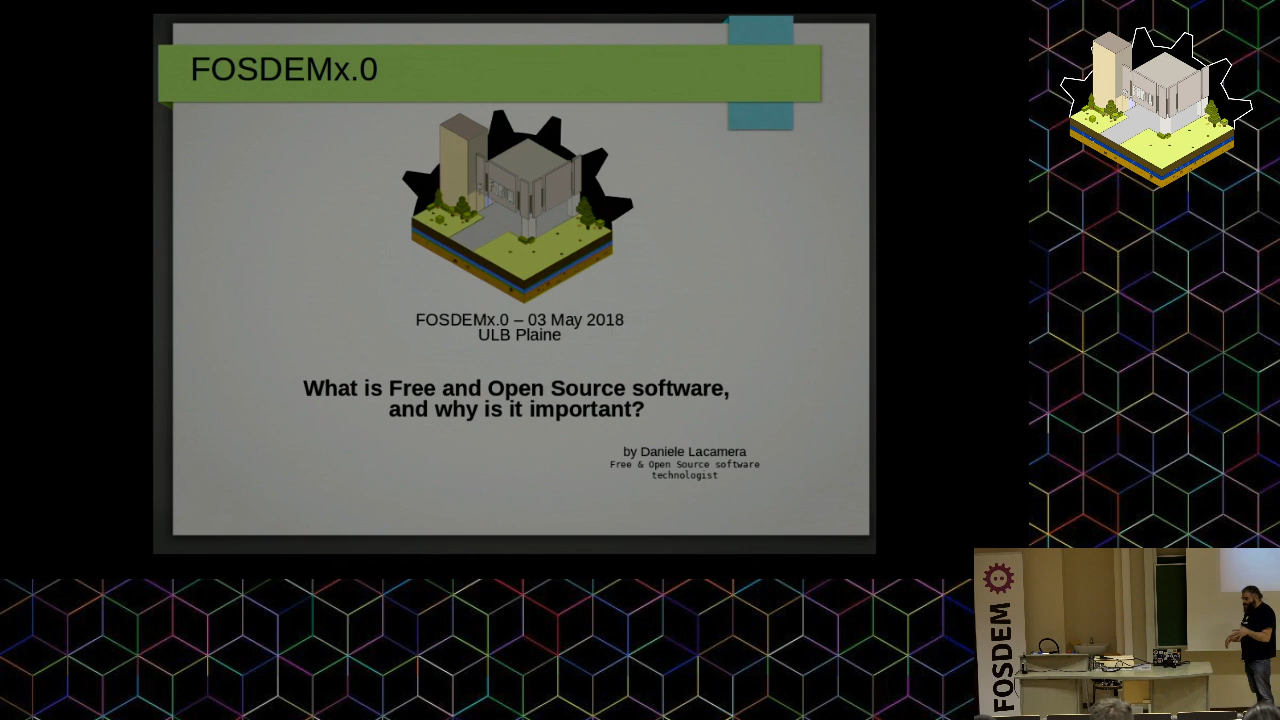 FOSDEMx.0
FOSDEMx.0 – 03 May 2018
ULB Plaine
What is Free and Open Source software,
and why is it important?
by Daniele Lacamera
Free & Open Source software
technologist
FOSDEM